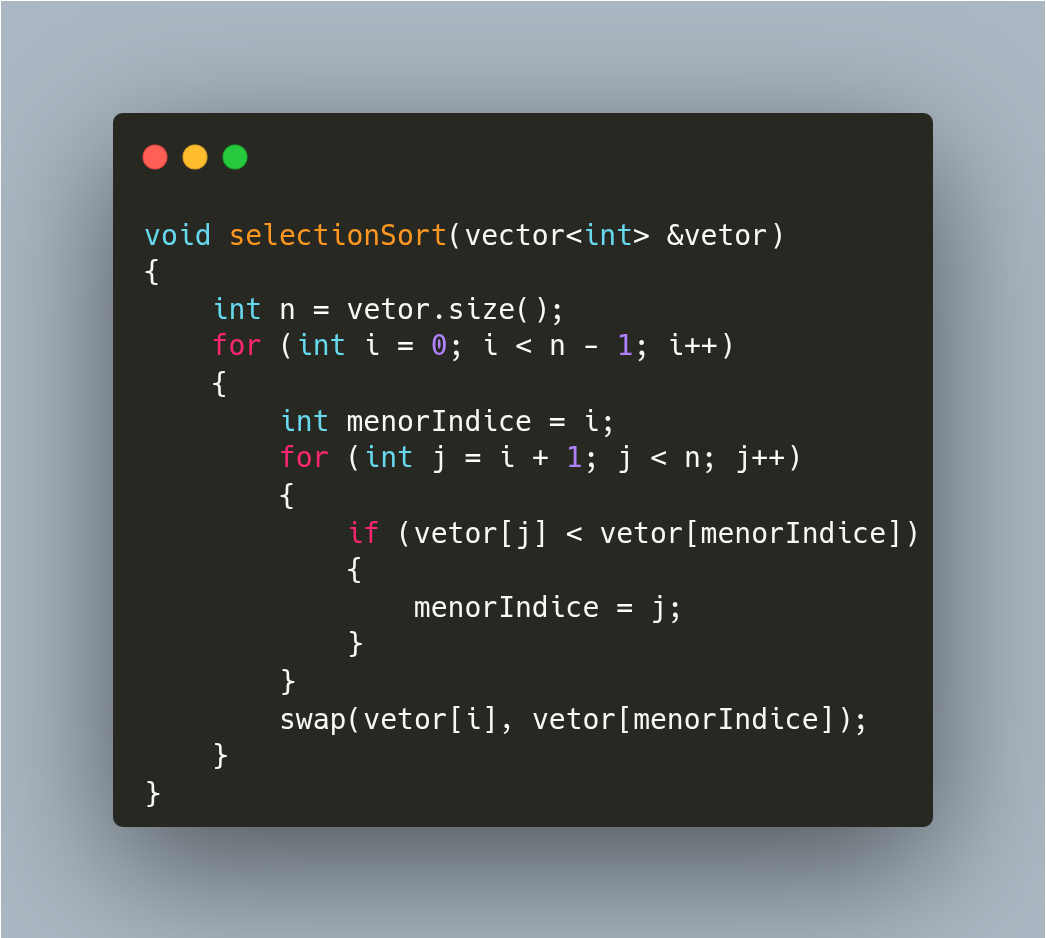 void selectionSort(vector<int> &vetor)
{
    int n = vetor.size();
    for (int i = 0; i < n - 1; i++)
    {
        int menorIndice = i;
        for (int j = i + 1; j < n; j++)
        {
            if (vetor[j] < vetor[menorIndice])
            {
                menorIndice = j;
            }
        }
        swap(vetor[i], vetor[menorIndice]);
    }
}